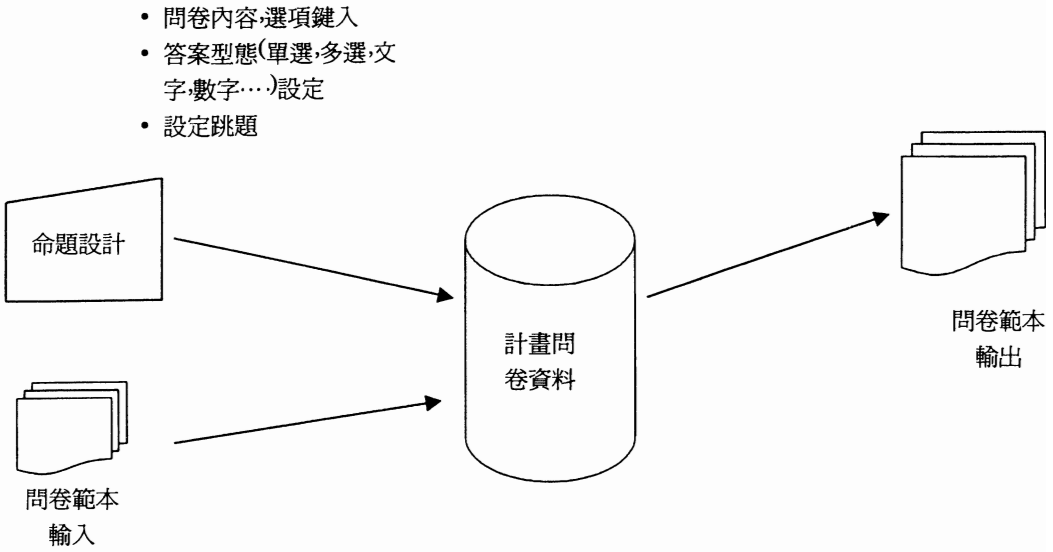 • 問卷內容,選項鍵入
• 答案型態(單選,多選,文
字,數字‥‥)設定
• 設定跳題
命題設計
計畫問
卷資料
問卷範本
輸出
問卷範本
輸入